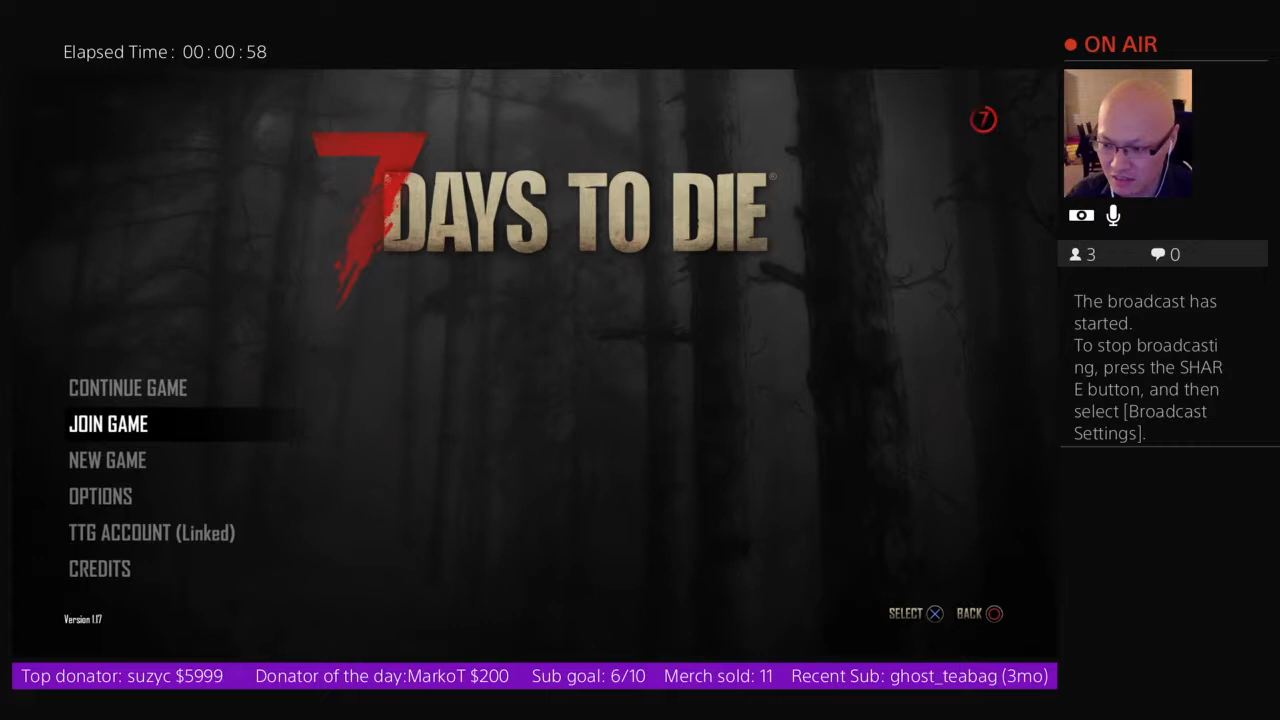 Elapsed Time: 00:00:58
ON AIR
7
7 DAYS TO DIE®
3
0
The broadcast has
started.
To stop broadcasti
ng, press the SHAR
E button, and then
select [Broadcast
Settings].
CONTINUE GAME
JOIN GAME
NEW GAME
OPTIONS
TTG ACCOUNT (Linked)
CREDITS
Version 1.17
SELECT BACK
Top donator: suzyc $5999 Donator of the day:MarkoT $200 Sub goal: 6/10 Merch sold: 11 Recent Sub: ghost_teabag (3mo)